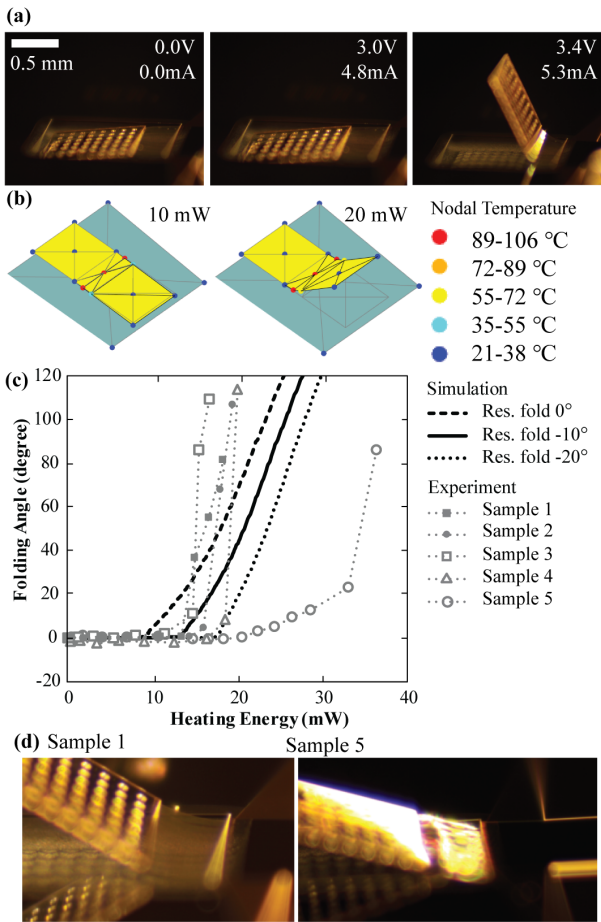 (a)
0.0V
0.0mA
0.5 mm
3.0V
4.8mA
3.4V
5.3mA
(b)
10 mW
20 mW
Nodal Temperature
89-106 °C
72-89 °C
55-72 °C
35-55 °C
21-38 °C
(c)
120
100
80
60
40
20
0
-20
Folding Angle (degree)
0
10
20
30
40
Heating Energy (mW)
Simulation
Res. fold 0°
Res. fold -10°
Res. fold -20°
Experiment
Sample 1
Sample 2
Sample 3
Sample 4
Sample 5
(d) Sample 1
Sample 5